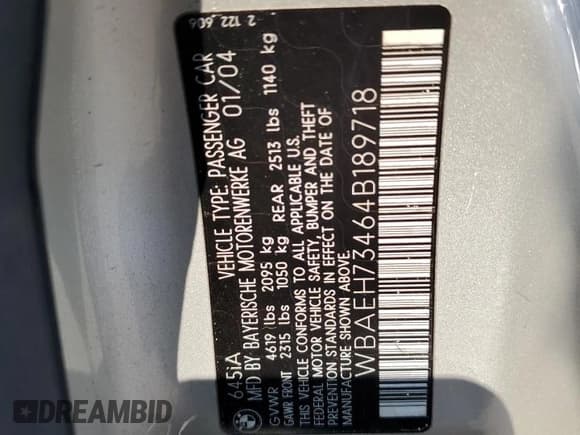 2 122 606
645iA VEHICLE TYPE: PASSENGER CAR
MFD BY BAYERISCHE MOTORENWERKE AG 01/04
GVWR 4619 lbs 2095 kg
GAWR FRONT 2315 lbs 1050 kg REAR 2513 lbs 1140 kg
THIS VEHICLE CONFORMS TO ALL APPLICABLE U.S.
FEDERAL MOTOR VEHICLE SAFETY, BUMPER AND THEFT
PREVENTION STANDARDS IN EFFECT ON THE DATE OF
MANUFACTURE SHOWN ABOVE.
WBAEH73464B189718
DREAMBID